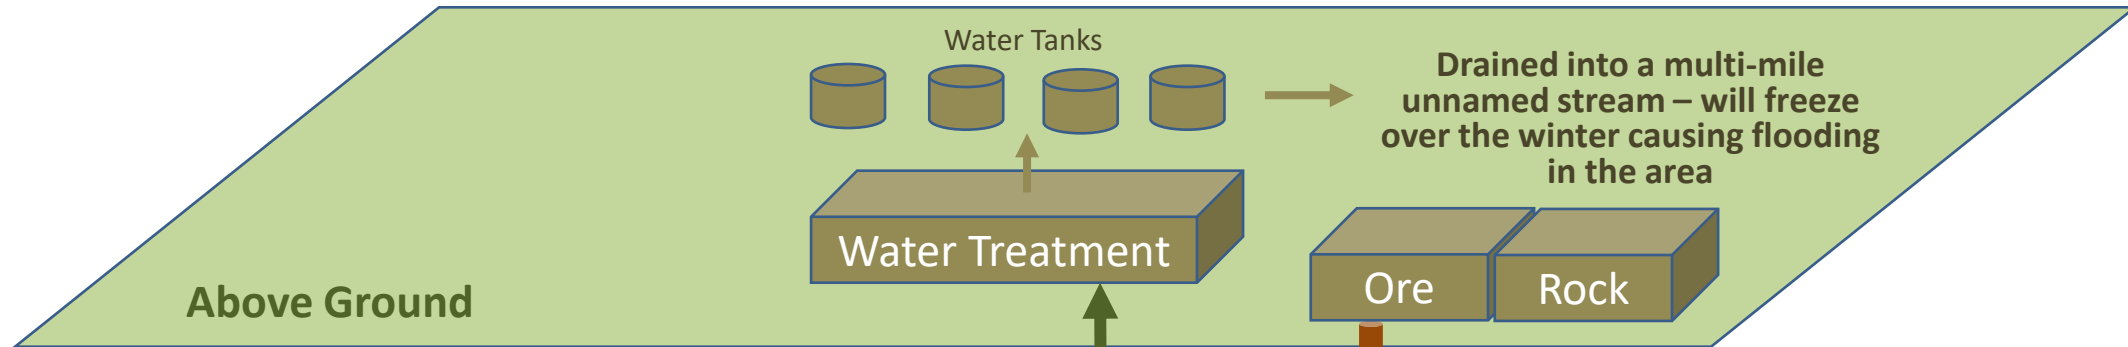 Water Tanks
Drained into a multi-mile
unnamed stream – will freeze
over the winter causing flooding
in the area
Water Treatment
Ore
Rock
Above Ground